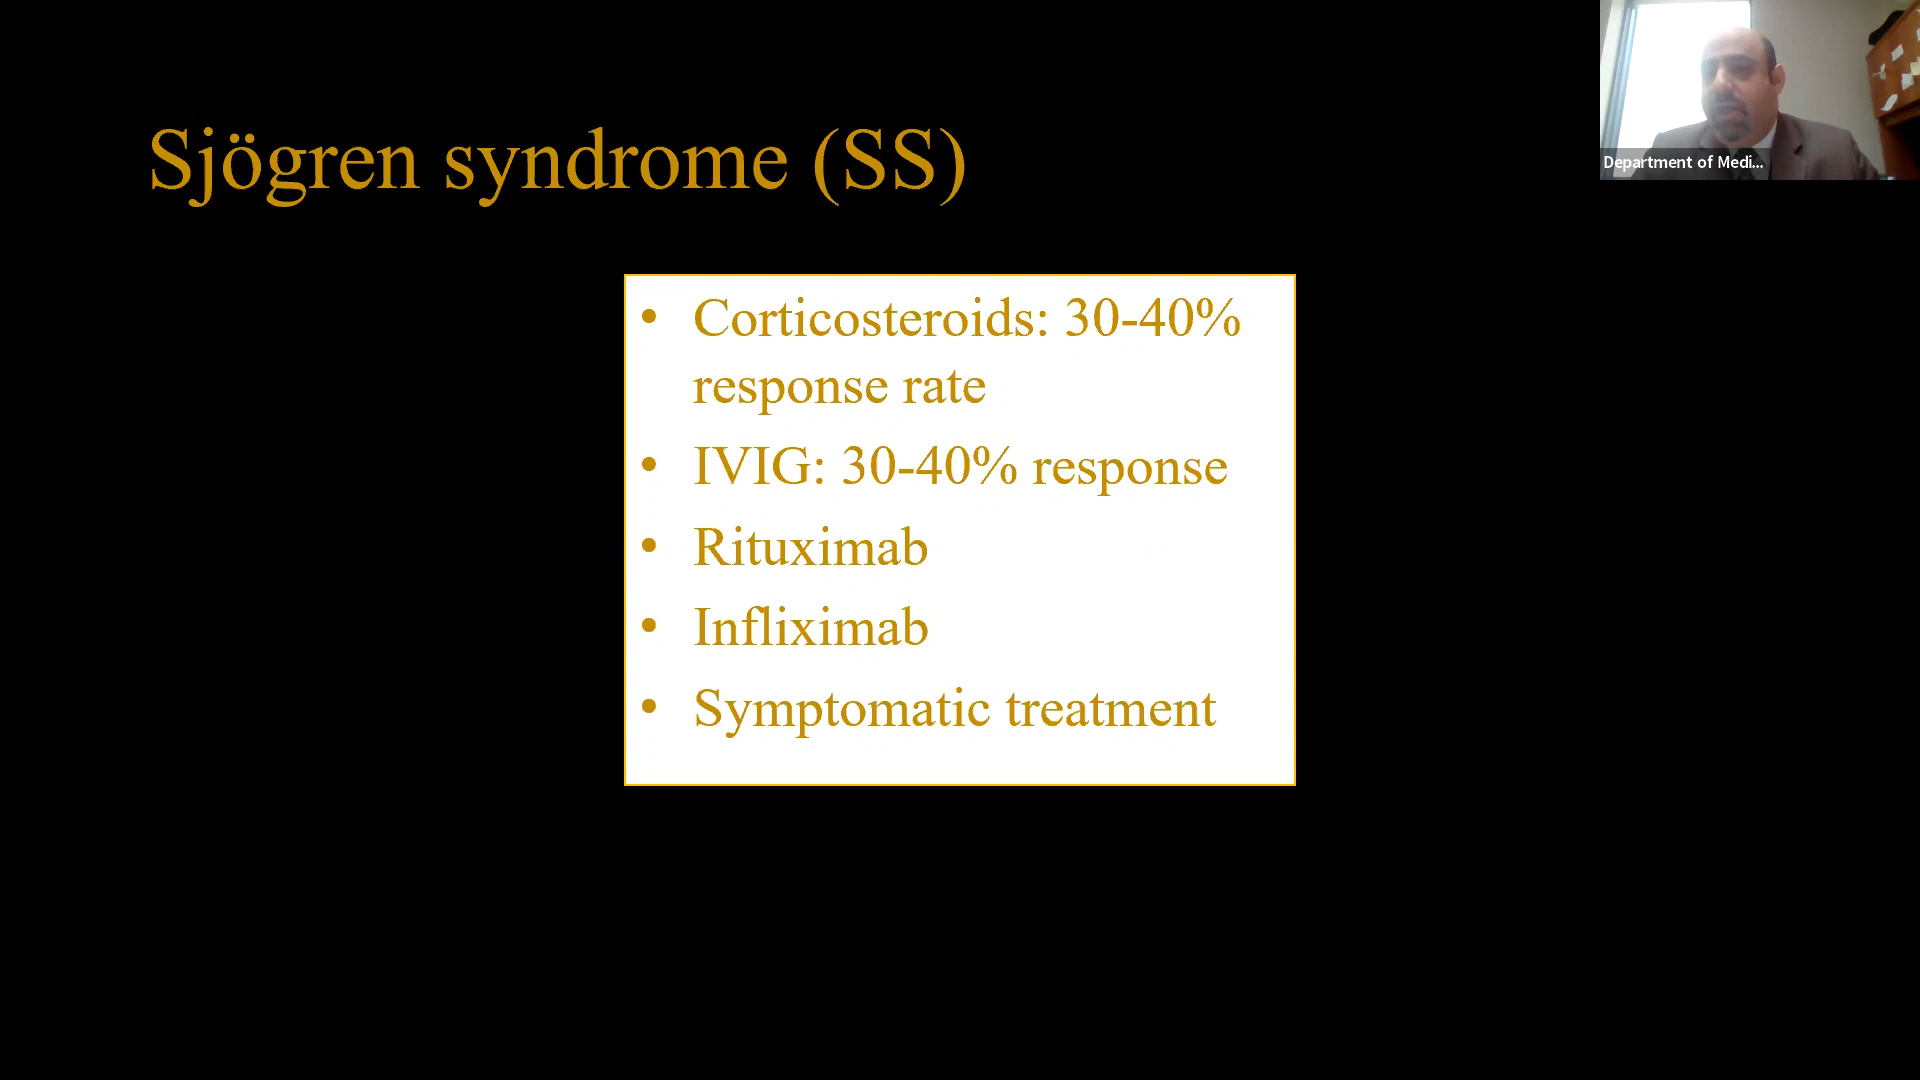 Sjögren syndrome (SS)
• Corticosteroids: 30-40%
response rate
• IVIG: 30-40% response
• Rituximab
• Infliximab
• Symptomatic treatment
Department of Medi...